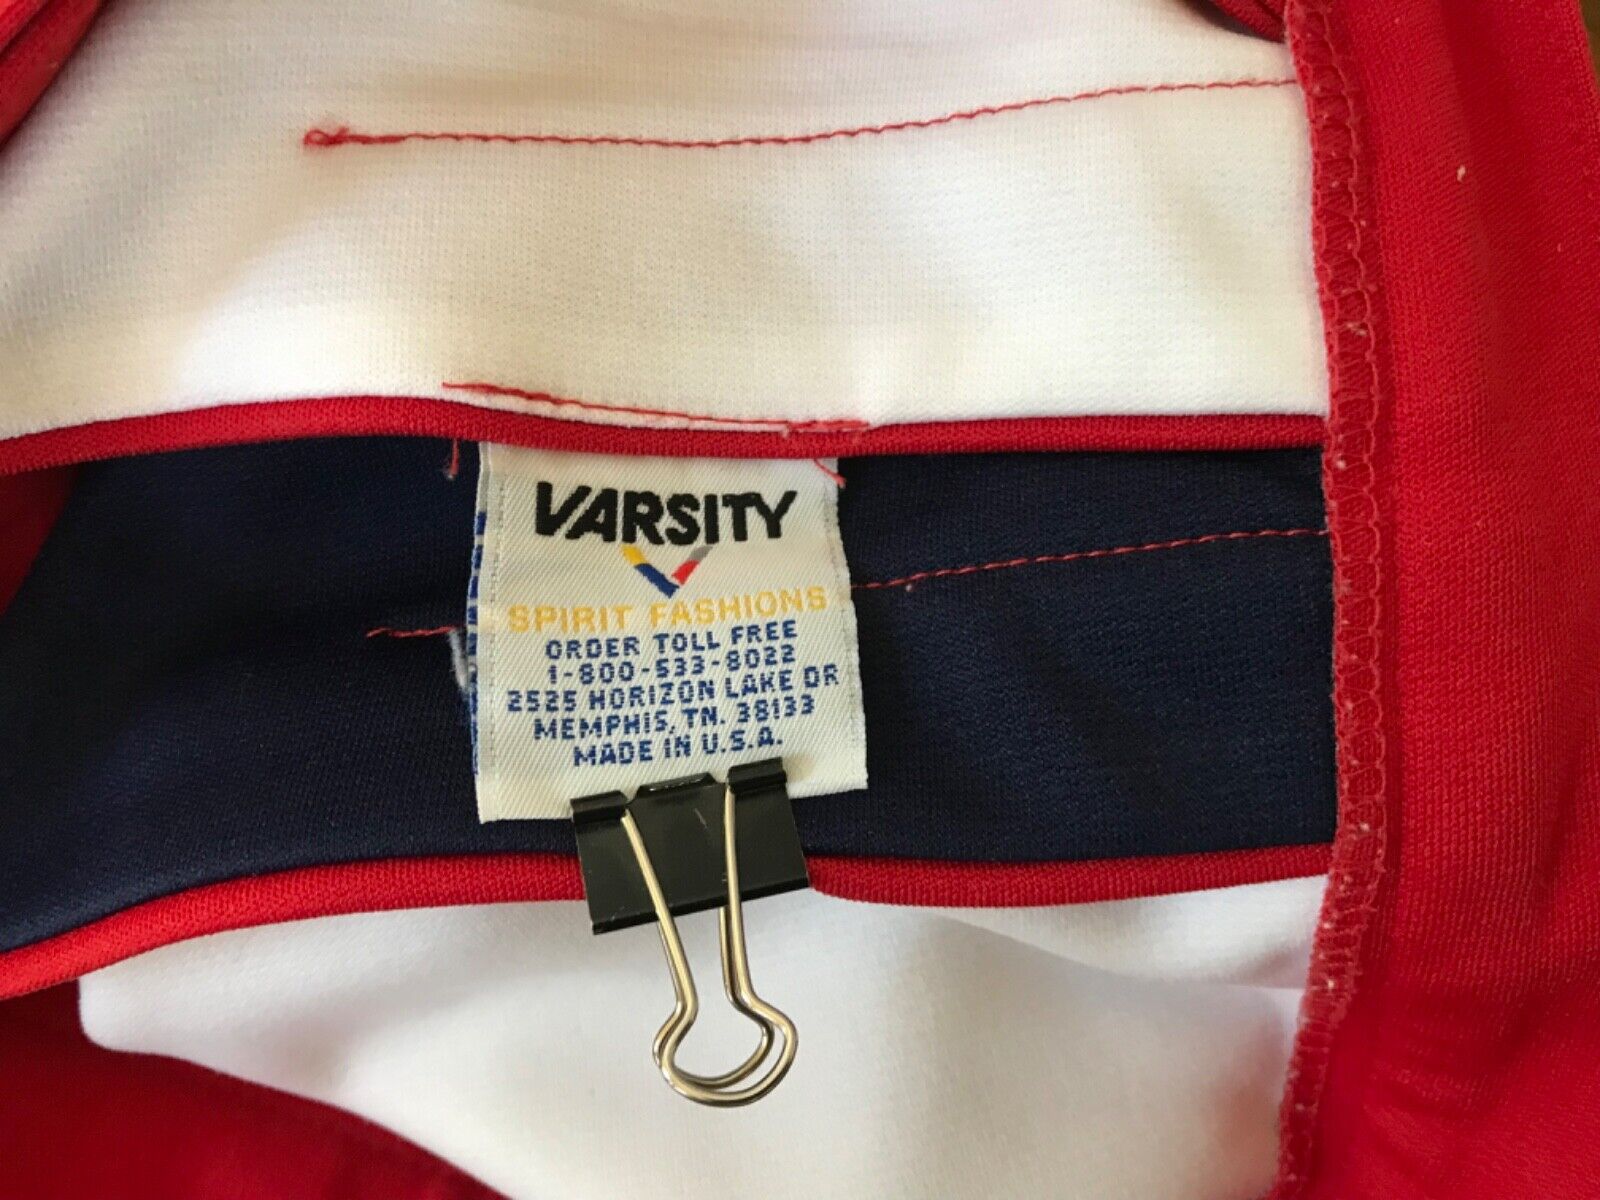 VARSITY
SPIRIT FASHIONS
ORDER TOLL FREE
1-800-533-8022
2525 HORIZON LAKE DR
MEMPHIS, TN. 38133
MADE IN U.S.A.